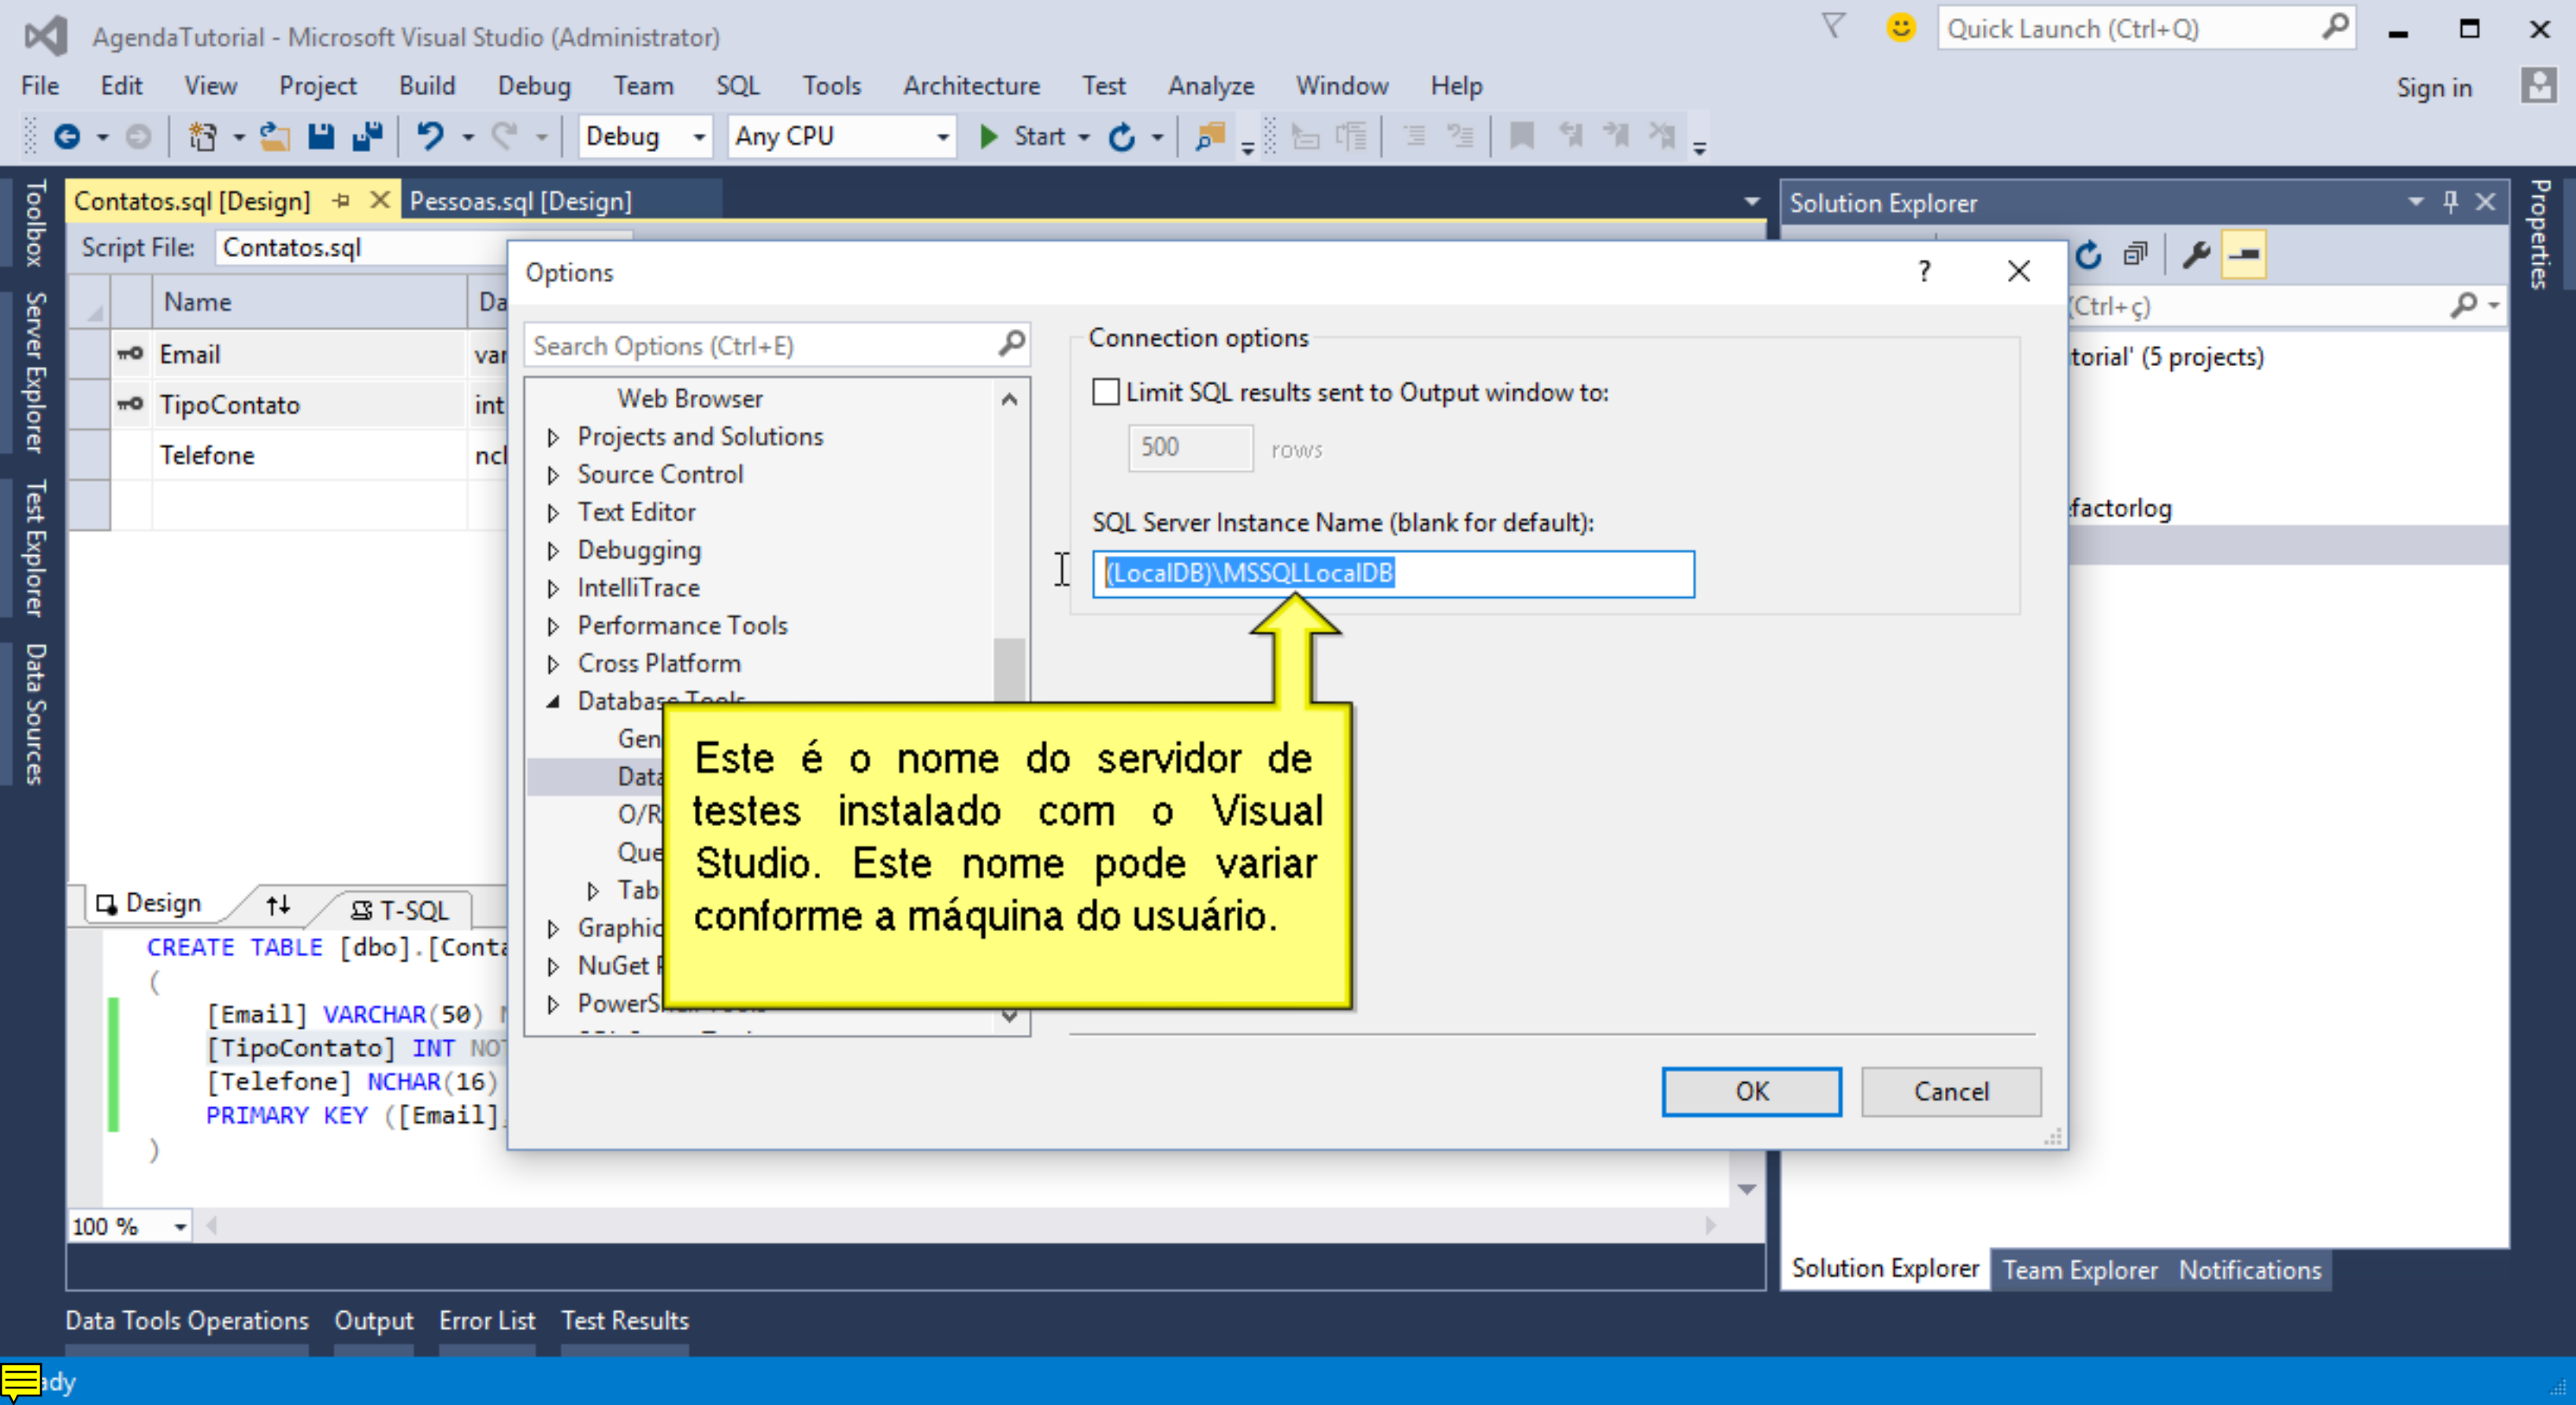 AgendaTutorial - Microsoft Visual Studio (Administrator)
Quick Launch (Ctrl+Q)
File Edit View Project Build Debug Team SQL Tools Architecture Test Analyze Window Help
Sign in
Debug Any CPU Start
Toolbox
Server Explorer
Test Explorer
Data Sources
Contatos.sql [Design] Pessoas.sql [Design]
Script File: Contatos.sql
Name
Email
TipoContato
int
Telefone
Design T-SQL
CREATE TABLE [dbo].
(
[Email] VARCHAR(50)
[TipoContato] INT
[Telefone] NCHAR(16)
PRIMARY KEY ([Email]
)
100 %
Options
?
Search Options (Ctrl+E)
Web Browser
Projects and Solutions
Source Control
Text Editor
Debugging
IntelliTrace
Performance Tools
Cross Platform
Database Tools
NuGet
Connection options
Limit SQL results sent to Output window to:
500 rows
SQL Server Instance Name (blank for default):
(LocalDB)\MSSQLLocalDB
Este é o nome do servidor de
testes instalado com o Visual
Studio. Este nome pode variar
conforme a máquina do usuário.
OK Cancel
Solution Explorer
(Ctrl+ç)
torial' (5 projects)
factorlog
Properties
Solution Explorer Team Explorer Notifications
Data Tools Operations Output Error List Test Results